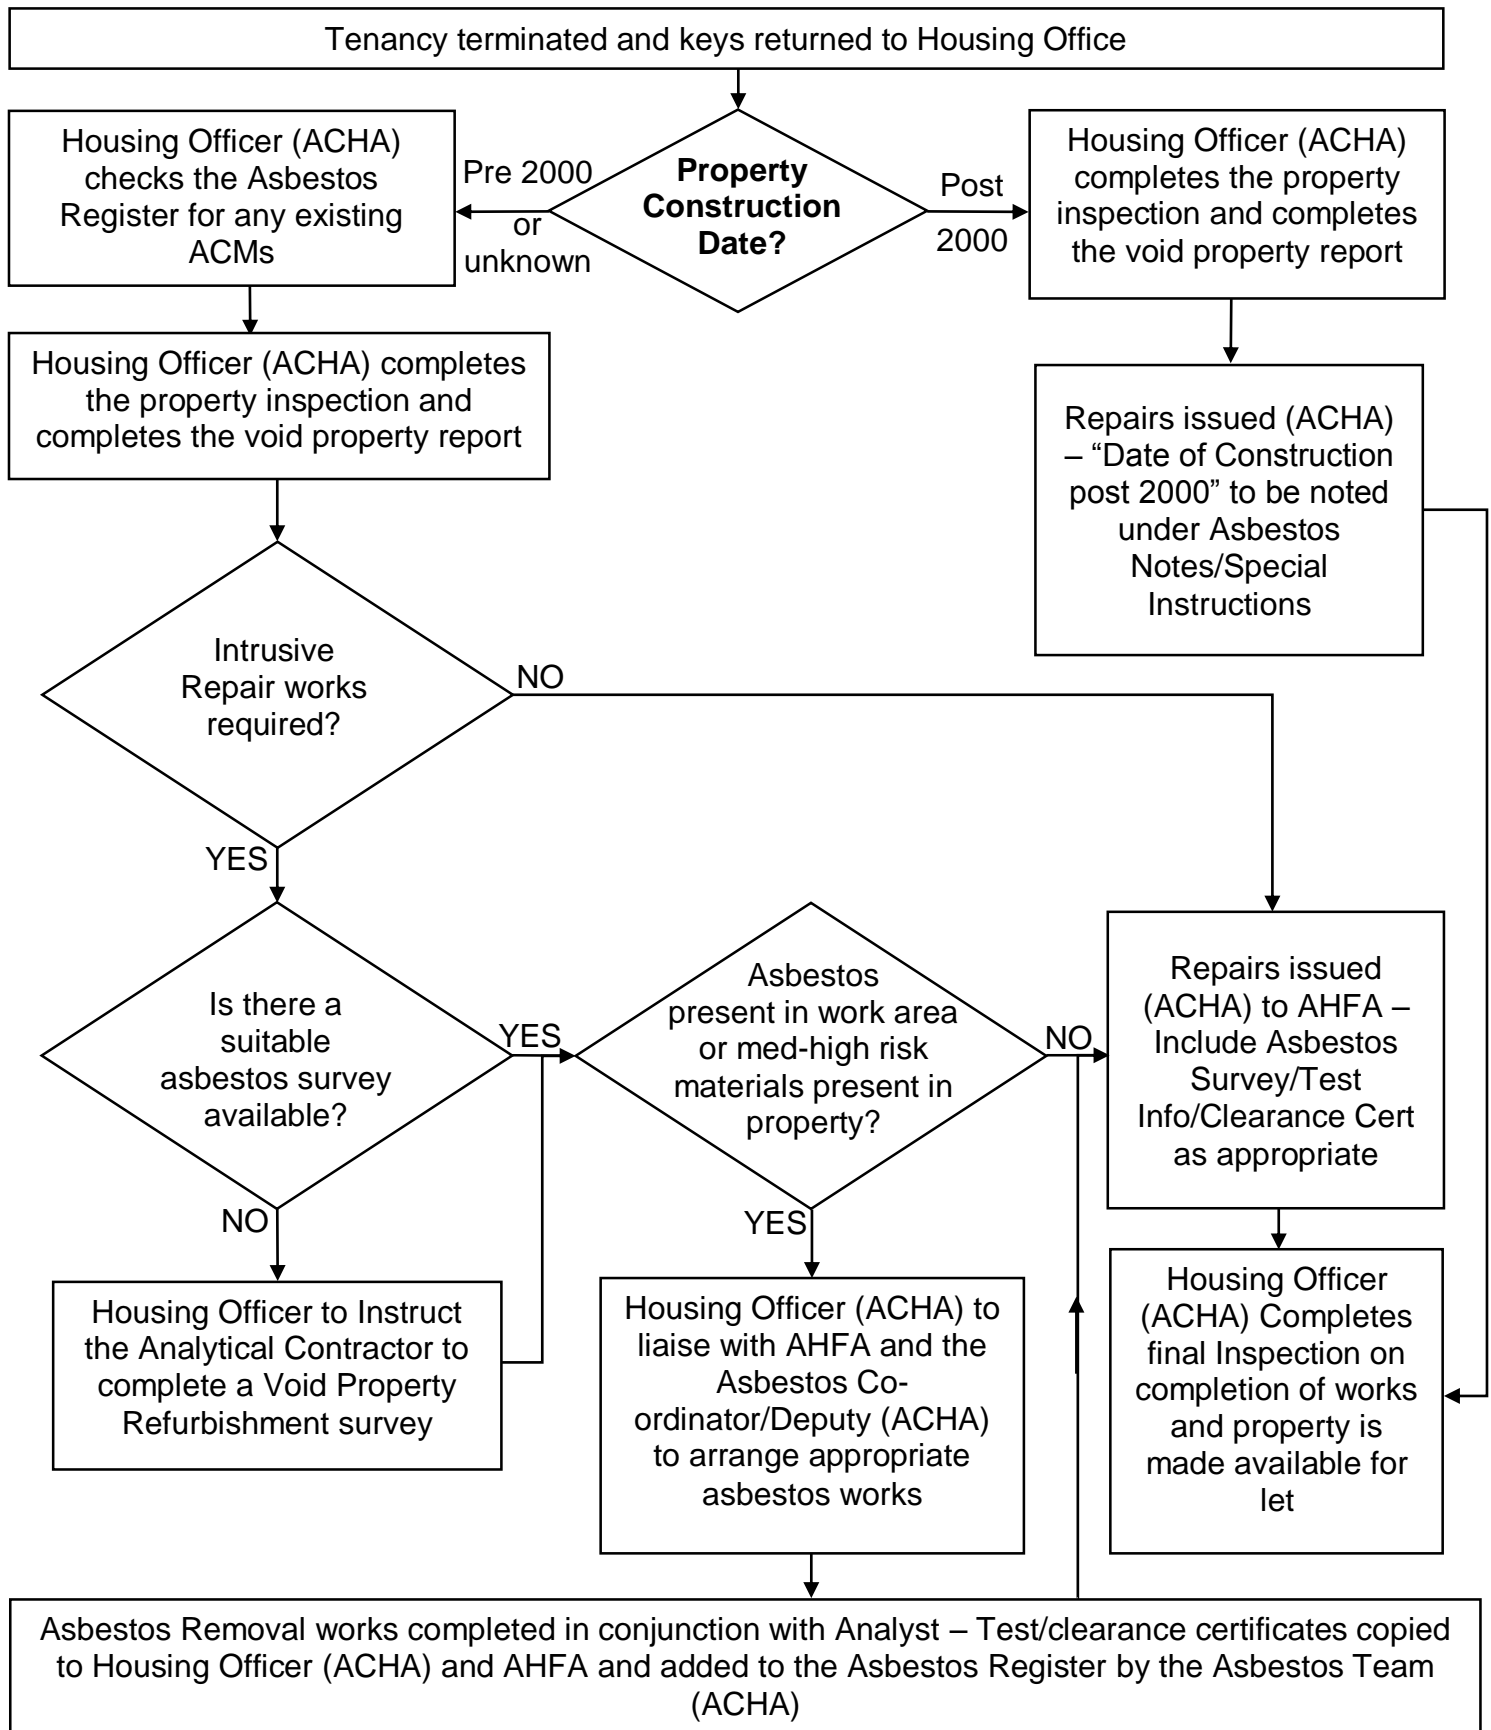 Tenancy terminated and keys returned to Housing Office
Housing Officer (ACHA)
checks the Asbestos
Register for any existing
ACMs
Pre 2000
or
unknown
Property
Construction
Date?
Post
2000
Housing Officer (ACHA)
completes the property
inspection and completes
the void property report
Housing Officer (ACHA) completes
the property inspection and
completes the void property report
Repairs issued (ACHA)
– “Date of Construction
post 2000” to be noted
under Asbestos
Notes/Special
Instructions
Intrusive
Repair works
required?
NO
YES
Is there a
suitable
asbestos survey
available?
YES
Asbestos
present in work area
or med-high risk
materials present in
property?
NO
Repairs issued
(ACHA) to AHFA –
Include Asbestos
Survey/Test
Info/Clearance Cert
as appropriate
NO
YES
Housing Officer to Instruct
the Analytical Contractor to
complete a Void Property
Refurbishment survey
Housing Officer (ACHA) to
liaise with AHFA and the
Asbestos Co-
ordinator/Deputy (ACHA)
to arrange appropriate
asbestos works
Housing Officer
(ACHA) Completes
final Inspection on
completion of works
and property is
made available for
let
Asbestos Removal works completed in conjunction with Analyst – Test/clearance certificates copied
to Housing Officer (ACHA) and AHFA and added to the Asbestos Register by the Asbestos Team
(ACHA)